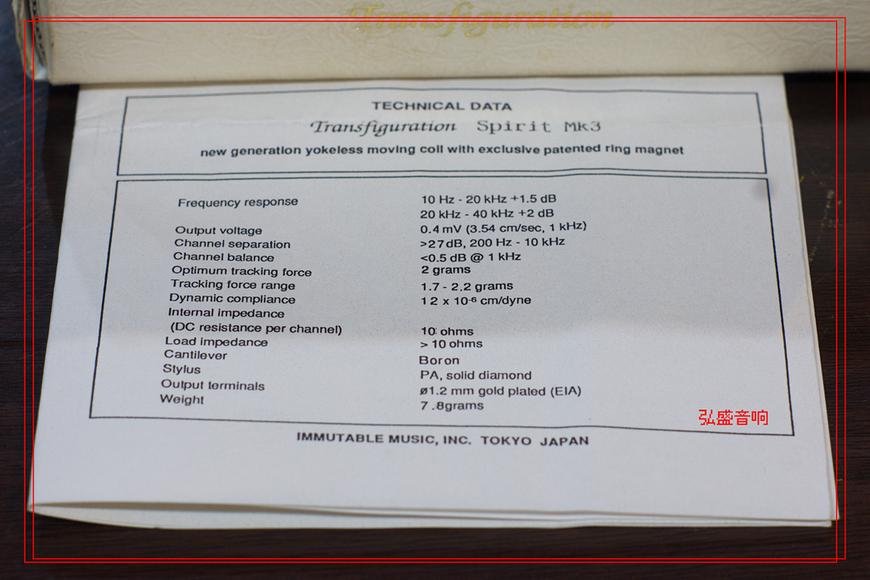 Transfiguration
TECHNICAL DATA
Transfiguration Spirit Mk3
new generation yokeless moving coil with exclusive patented ring magnet
Frequency response 10 Hz - 20 kHz +1.5 dB
20 kHz - 40 kHz +2 dB
Output voltage 0.4 mV (3.54 cm/sec, 1 kHz)
Channel separation >27dB, 200 Hz - 10 kHz
Channel balance <0.5 dB @ 1 kHz
Optimum tracking force 2 grams
Tracking force range 1.7 - 2.2 grams
Dynamic compliance 12 x 10-⁶ cm/dyne
Internal impedance
(DC resistance per channel) 10 ohms
Load impedance > 10 ohms
Cantilever Boron
Stylus PA, solid diamond
Output terminals ø1.2 mm gold plated (EIA)
Weight 7.8grams
弘盛音响
IMMUTABLE MUSIC, INC. TOKYO JAPAN